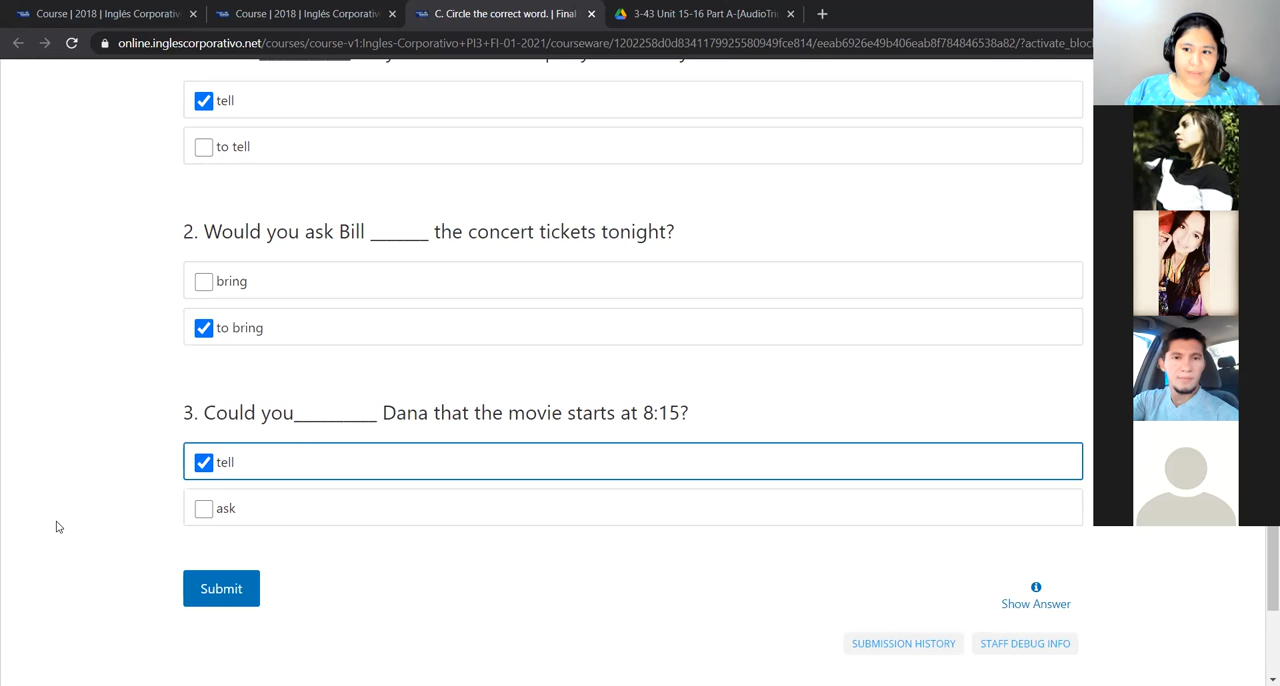 Course | 2018 | Inglés Corporativ
Course | 2018 | Inglés Corporativ
C. Circle the correct word. | Final
3-43 Unit 15-16 Part A-[AudioTri
online.inglescorporativo.net/courses/course-v1:Ingles-Corporativo+PI3+FI-01-2021/courseware/1202258d0d8341179925580949fce814/eeab6926e49b406eab8f784846538a82/?activate_bloc
tell
to tell
2. Would you ask Bill _______ the concert tickets tonight?
bring
to bring
3. Could you__________ Dana that the movie starts at 8:15?
tell
ask
Submit
Show Answer
SUBMISSION HISTORY
STAFF DEBUG INFO